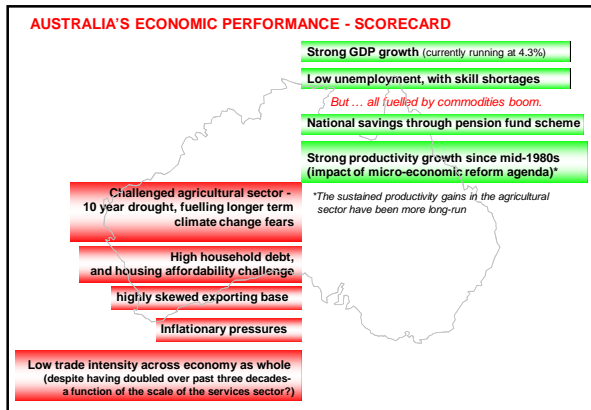 AUSTRALIA'S ECONOMIC PERFORMANCE - SCORECARD
Strong GDP growth (currently running at 4.3%)
Low unemployment, with skill shortages
But … all fuelled by commodities boom.
National savings through pension fund scheme
Strong productivity growth since mid-1980s
(impact of micro-economic reform agenda)*
*The sustained productivity gains in the agricultural
sector have been more long-run
Challenged agricultural sector -
10 year drought, fuelling longer term
climate change fears
High household debt,
and housing affordability challenge
highly skewed exporting base
Inflationary pressures
Low trade intensity across economy as whole
(despite having doubled over past three decades-
a function of the scale of the services sector?)